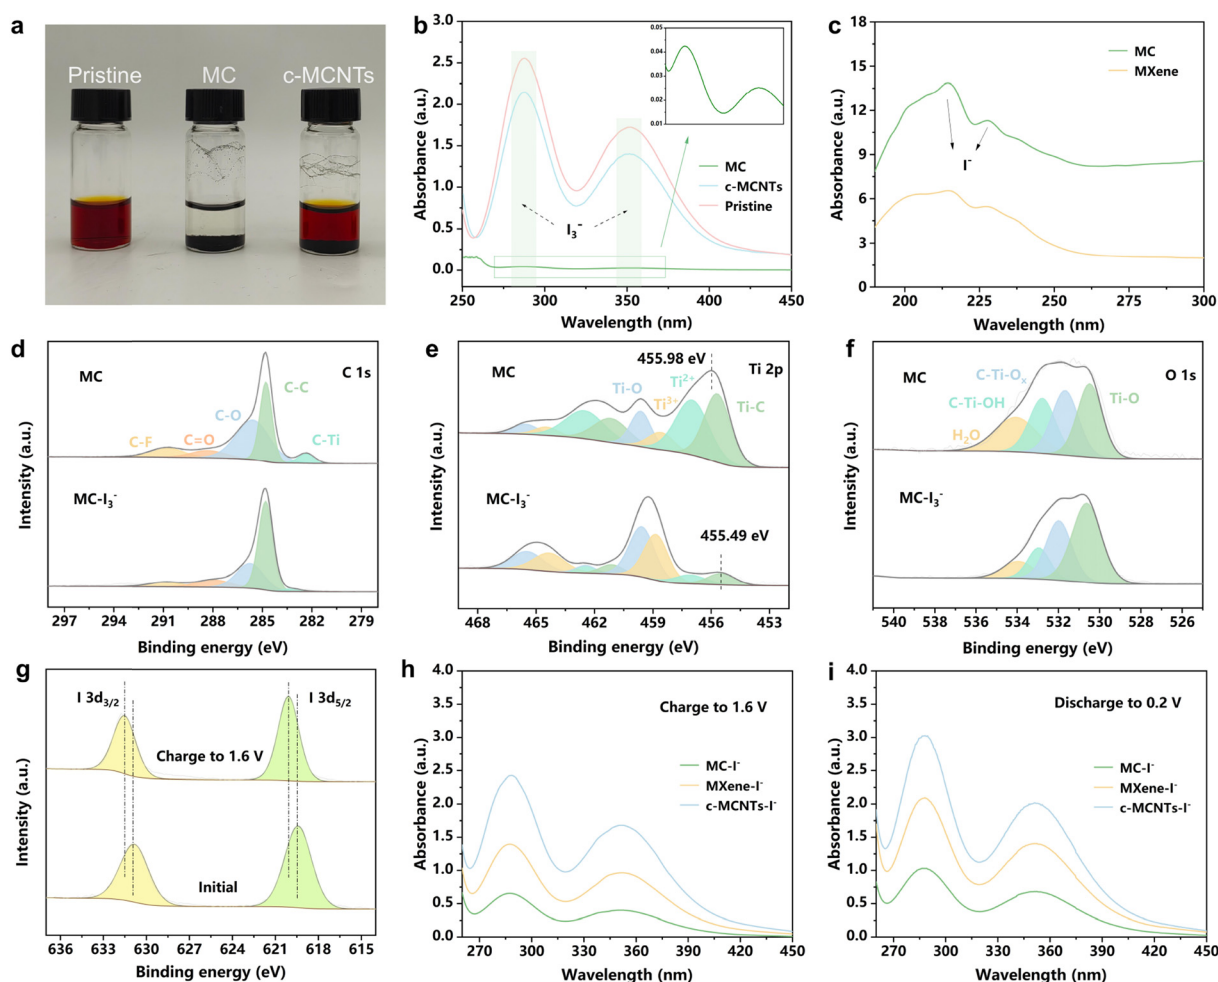 a
Pristine MC c-MCNTs
b
3.0
2.5
2.0
1.5
1.0
0.5
0.0
Absorbance (a.u.)
0.05
0.04
0.03
0.02
0.01
MC
c-MCNTs
Pristine
I₃⁻
250 300 350 400 450
Wavelength (nm)
c
18
15
12
9
6
3
0
Absorbance (a.u.)
MC
MXene
I⁻
200 225 250 275 300
Wavelength (nm)
d
C 1s
MC
C-C
C-O
C-F
C=O
C-Ti
MC-I₃⁻
Intensity (a.u.)
297 294 291 288 285 282 279
Binding energy (eV)
e
455.98 eV
Ti 2p
MC
Ti-O
Ti²⁺
Ti³⁺
Ti-C
MC-I₃⁻
455.49 eV
Intensity (a.u.)
468 465 462 459 456 452
Binding energy (eV)
f
O 1s
MC
C-Ti-Oₓ
C-Ti-OH
Ti-O
H₂O
MC-I₃⁻
Intensity (a.u.)
540 538 536 534 532 530 528 526 525
Binding energy (eV)
g
I 3d₃/₂
I 3d₅/₂
Charge to 1.6 V
Initial
Intensity (a.u.)
636 633 630 627 624 620 618 614
Binding energy (eV)
h
4.0
3.5
3.0
2.5
2.0
1.5
1.0
0.5
0.0
Absorbance (a.u.)
Charge to 1.6 V
MC-I⁻
MXene-I⁻
c-MCNTs-I⁻
270 300 330 360 390 420 450
Wavelength (nm)
i
4.0
3.5
3.0
2.5
2.0
1.5
1.0
0.5
0.0
Absorbance (a.u.)
Discharge to 0.2 V
MC-I⁻
MXene-I⁻
c-MCNTs-I⁻
270 300 330 360 390 420 450
Wavelength (nm)